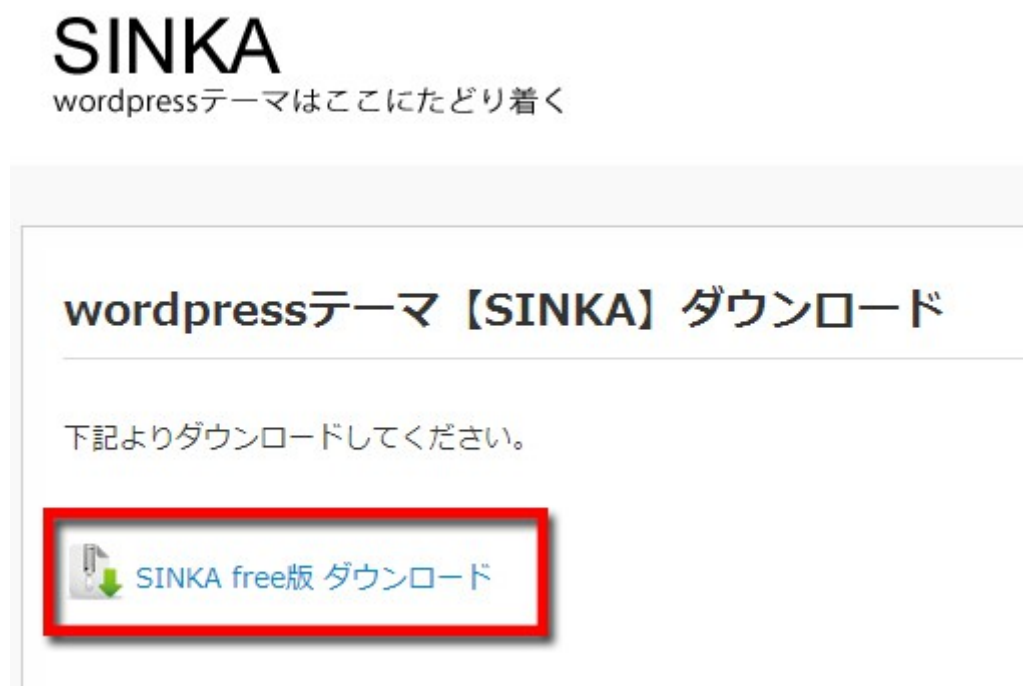 SINKA
wordpressテーマはここにたどり着く
wordpressテーマ【SINKA】ダウンロード
下記よりダウンロードしてください。
SINKA free版 ダウンロード